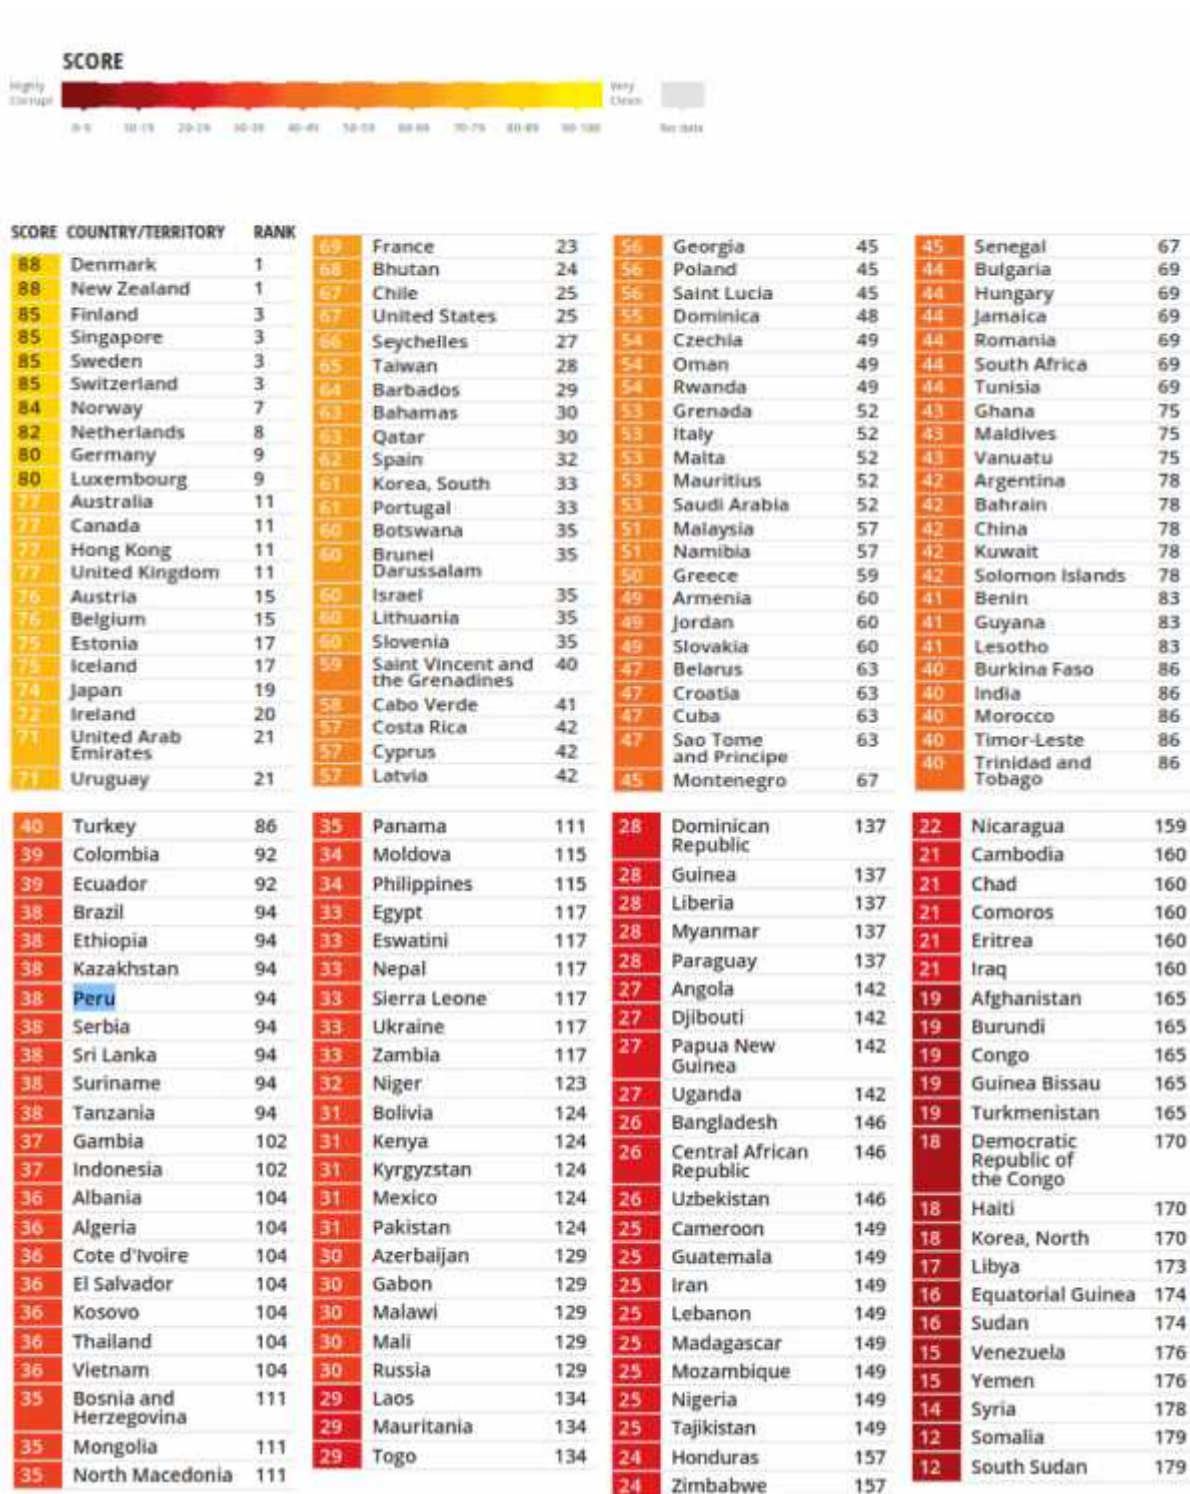 SCORE
Highly
Corrupt
Very
Clean
0-9 10-19 20-29 30-39 40-49 50-59 60-69 70-79 80-89 90-100 No data
SCORE COUNTRY/TERRITORY RANK
88 Denmark 1
88 New Zealand 1
85 Finland 3
85 Singapore 3
85 Sweden 3
85 Switzerland 3
84 Norway 7
82 Netherlands 8
80 Germany 9
80 Luxembourg 9
77 Australia 11
77 Canada 11
77 Hong Kong 11
77 United Kingdom 11
76 Austria 15
76 Belgium 15
75 Estonia 17
75 Iceland 17
74 Japan 19
72 Ireland 20
71 United Arab 21
Emirates
71 Uruguay 21
69 France 23
68 Bhutan 24
67 Chile 25
67 United States 25
66 Seychelles 27
65 Taiwan 28
64 Barbados 29
63 Bahamas 30
63 Qatar 30
62 Spain 32
61 Korea, South 33
61 Portugal 33
60 Botswana 35
60 Brunei 35
Darussalam
60 Israel 35
60 Lithuania 35
60 Slovenia 35
59 Saint Vincent and 40
the Grenadines
58 Cabo Verde 41
57 Costa Rica 42
57 Cyprus 42
57 Latvia 42
56 Georgia 45
56 Poland 45
56 Saint Lucia 45
55 Dominica 48
54 Czechia 49
54 Oman 49
54 Rwanda 49
53 Grenada 52
53 Italy 52
53 Malta 52
53 Mauritius 52
53 Saudi Arabia 52
51 Malaysia 57
51 Namibia 57
50 Greece 59
49 Armenia 60
49 Jordan 60
49 Slovakia 60
47 Belarus 63
47 Croatia 63
47 Cuba 63
47 Sao Tome 63
and Principe
45 Montenegro 67
45 Senegal 67
44 Bulgaria 69
44 Hungary 69
44 Jamaica 69
44 Romania 69
44 South Africa 69
44 Tunisia 69
43 Ghana 75
43 Maldives 75
43 Vanuatu 75
42 Argentina 78
42 Bahrain 78
42 China 78
42 Kuwait 78
42 Solomon Islands 78
41 Benin 83
41 Guyana 83
41 Lesotho 83
40 Burkina Faso 86
40 India 86
40 Morocco 86
40 Timor-Leste 86
40 Trinidad and 86
Tobago
40 Turkey 86
39 Colombia 92
39 Ecuador 92
38 Brazil 94
38 Ethiopia 94
38 Kazakhstan 94
38 Peru 94
38 Serbia 94
38 Sri Lanka 94
38 Suriname 94
38 Tanzania 94
37 Gambia 102
37 Indonesia 102
36 Albania 104
36 Algeria 104
36 Cote d'Ivoire 104
36 El Salvador 104
36 Kosovo 104
36 Thailand 104
36 Vietnam 104
35 Bosnia and 111
Herzegovina
35 Mongolia 111
35 North Macedonia 111
35 Panama 111
34 Moldova 115
34 Philippines 115
33 Egypt 117
33 Eswatini 117
33 Nepal 117
33 Sierra Leone 117
33 Ukraine 117
33 Zambia 117
32 Niger 123
31 Bolivia 124
31 Kenya 124
31 Kyrgyzstan 124
31 Mexico 124
31 Pakistan 124
30 Azerbaijan 129
30 Gabon 129
30 Malawi 129
30 Mali 129
30 Russia 129
29 Laos 134
29 Mauritania 134
29 Togo 134
28 Dominican 137
Republic
28 Guinea 137
28 Liberia 137
28 Myanmar 137
28 Paraguay 137
27 Angola 142
27 Djibouti 142
27 Papua New 142
Guinea
27 Uganda 142
26 Bangladesh 146
26 Central African 146
Republic
26 Uzbekistan 146
25 Cameroon 149
25 Guatemala 149
25 Iran 149
25 Lebanon 149
25 Madagascar 149
25 Mozambique 149
25 Nigeria 149
25 Tajikistan 149
24 Honduras 157
24 Zimbabwe 157
22 Nicaragua 159
21 Cambodia 160
21 Chad 160
21 Comoros 160
21 Eritrea 160
21 Iraq 160
19 Afghanistan 165
19 Burundi 165
19 Congo 165
19 Guinea Bissau 165
19 Turkmenistan 165
18 Democratic 170
Republic of
the Congo
18 Haiti 170
18 Korea, North 170
17 Libya 173
16 Equatorial Guinea 174
16 Sudan 174
15 Venezuela 176
15 Yemen 176
14 Syria 178
12 Somalia 179
12 South Sudan 179